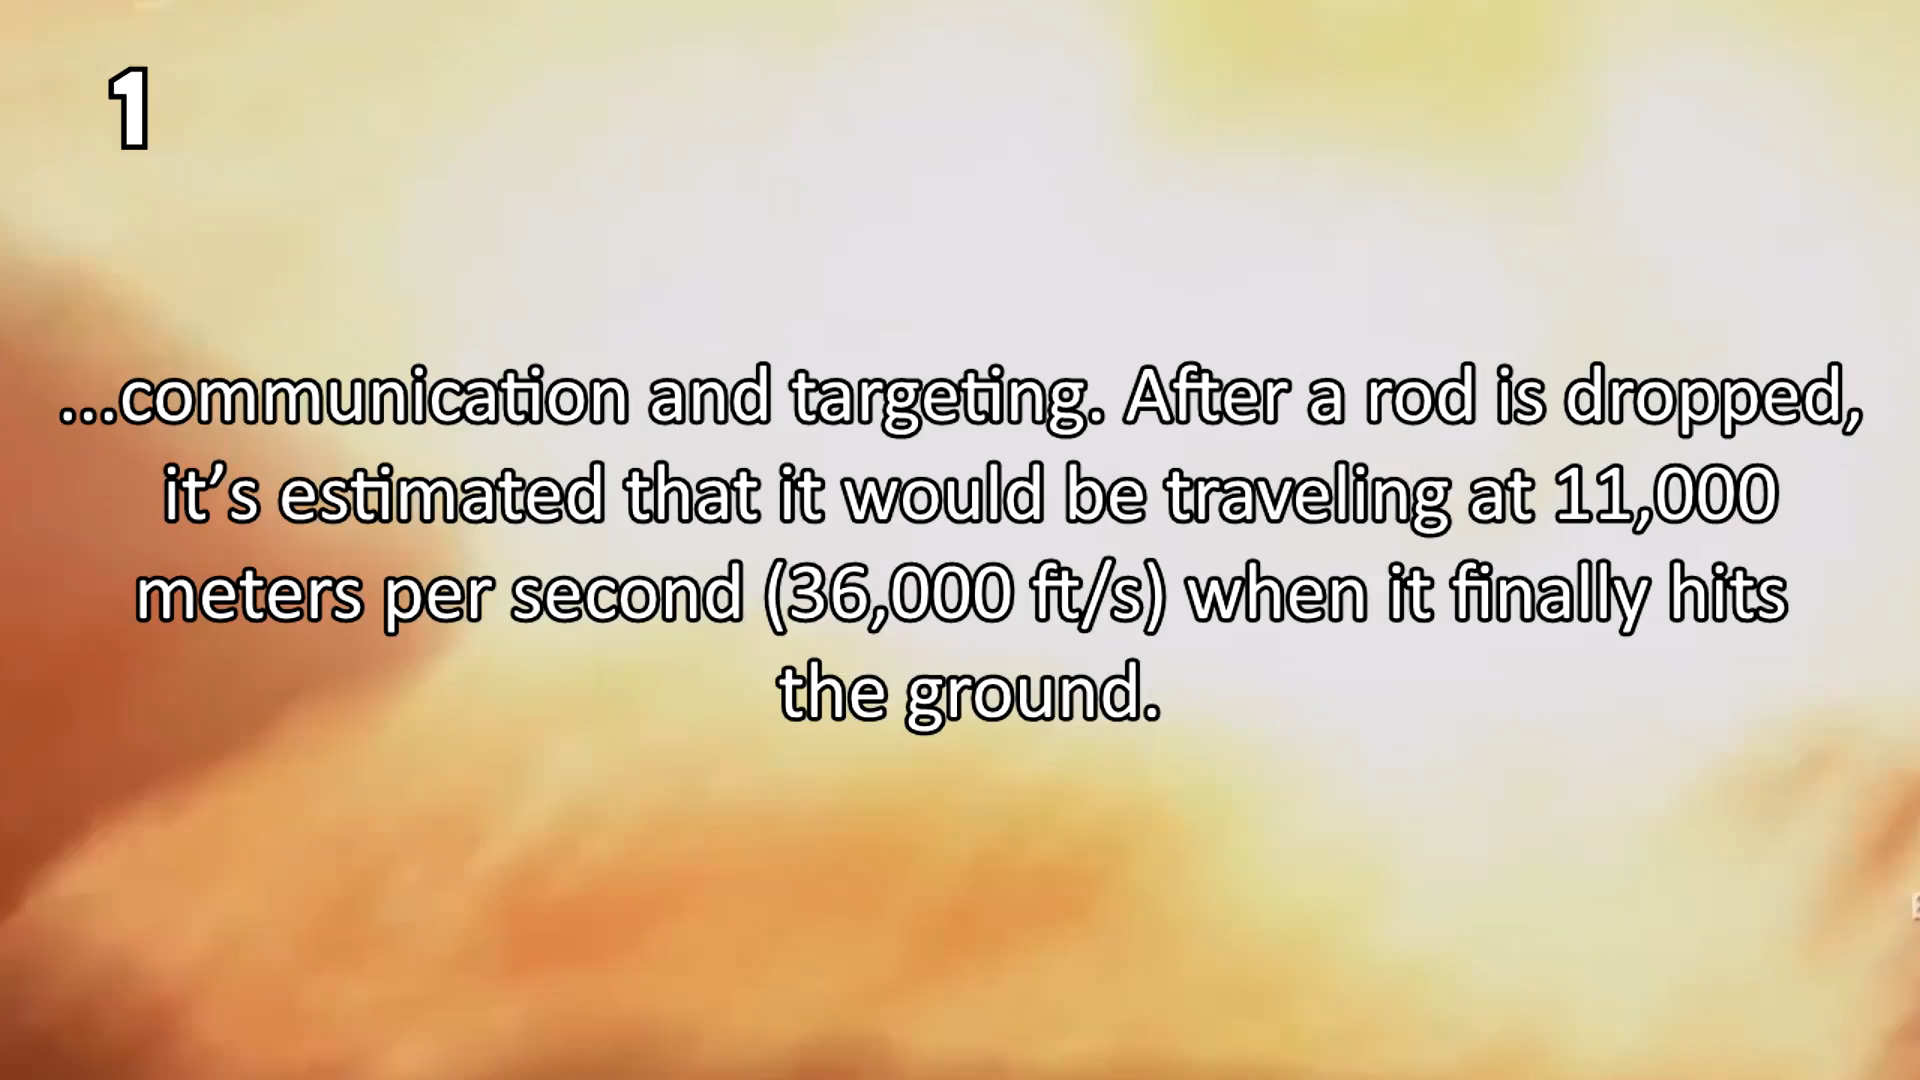 1
...communication and targeting. After a rod is dropped,
it’s estimated that it would be traveling at 11,000
meters per second (36,000 ft/s) when it finally hits
the ground.